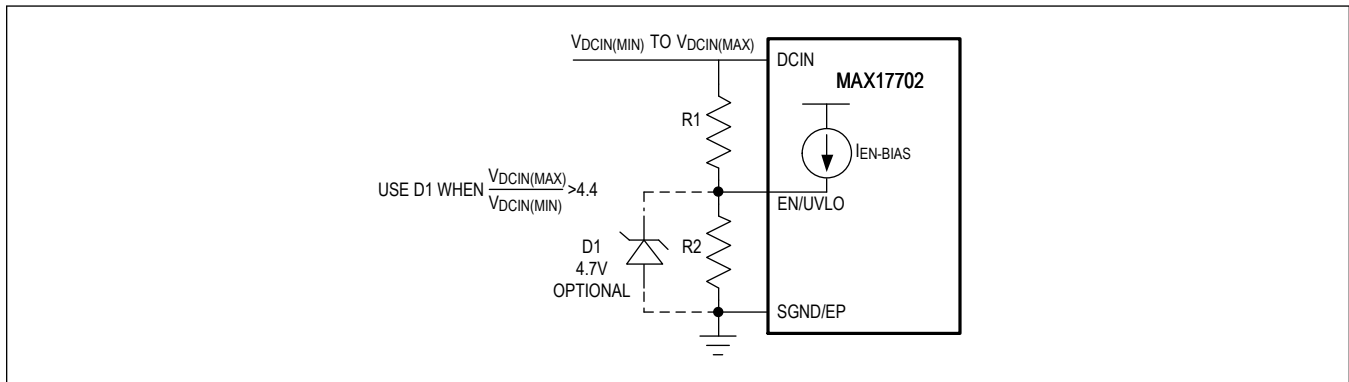 VDCIN(MIN) TO VDCIN(MAX)
DCIN
MAX17702
R1
IEN-BIAS
USE D1 WHEN VDCIN(MAX)/VDCIN(MIN) >4.4
EN/UVLO
D1
4.7V
OPTIONAL
R2
SGND/EP